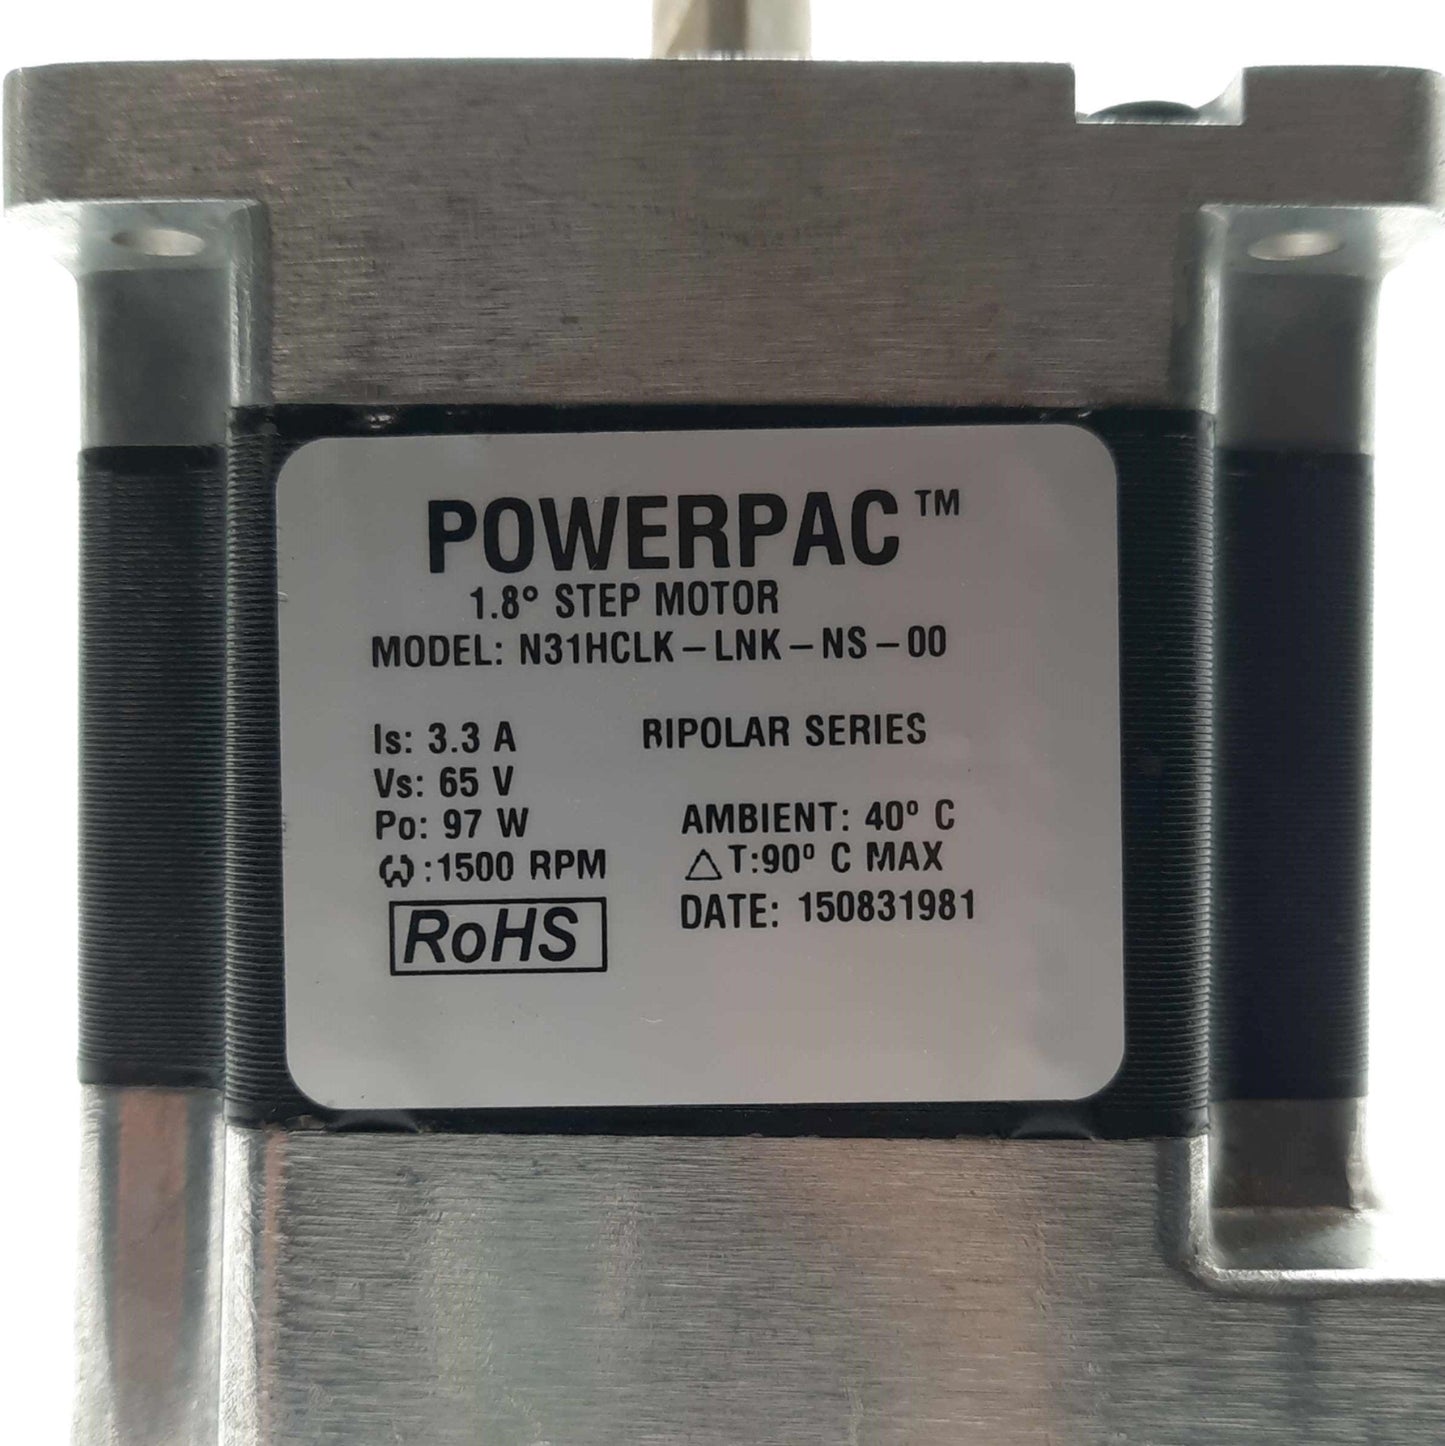 POWERPAC™
1.8° STEP MOTOR
MODEL: N31HCLK-LNK-NS-00
Is: 3.3 A
BIPOLAR SERIES
Vs: 65 V
Po: 97 W
AMBIENT: 40° C
ω:1500 RPM
△T:90° C MAX
RoHS
DATE: 150831981